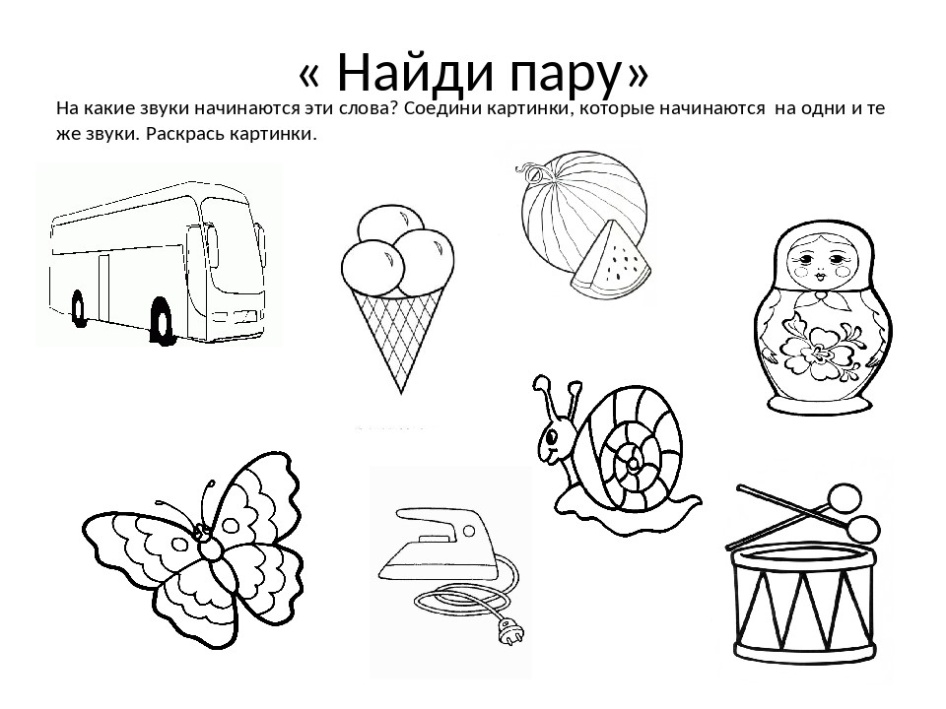 « Найди пару»
На какие звуки начинаются эти слова? Соедини картинки, которые начинаются  на одни и те
же звуки. Раскрась картинки.